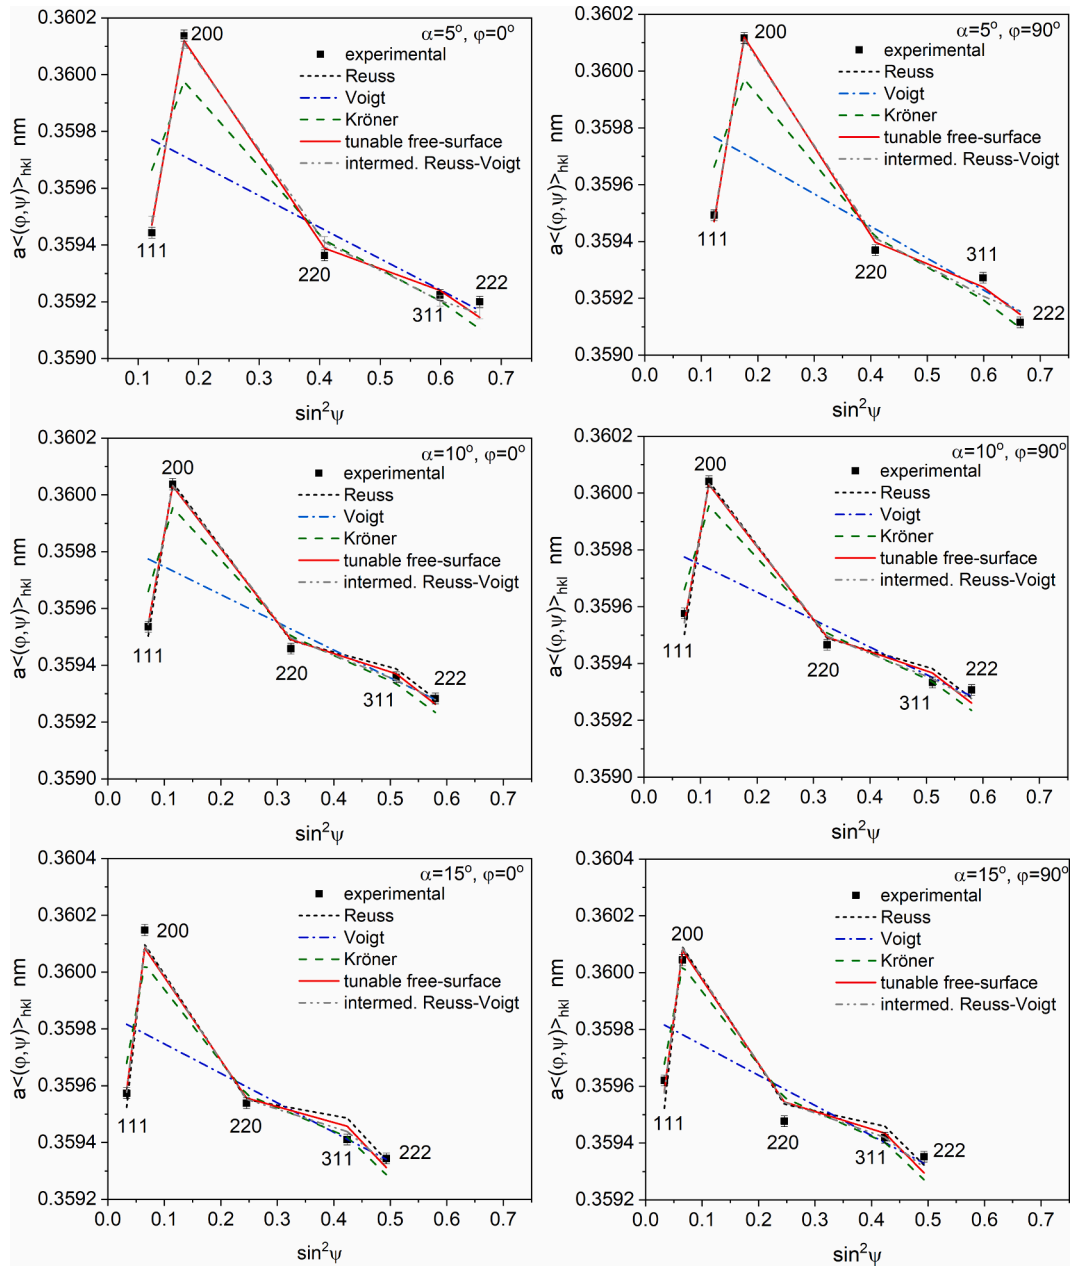 α=5°, φ=0°
experimental
Reuss
Voigt
Kröner
tunable free-surface
intermed. Reuss-Voigt
200
111
220
311
222
0.3602
0.3600
0.3598
0.3596
0.3594
0.3592
0.3590
a<(φ,ψ)>hkl nm
0.1 0.2 0.3 0.4 0.5 0.6 0.7
sin²ψ
α=5°, φ=90°
experimental
Reuss
Voigt
Kröner
tunable free-surface
intermed. Reuss-Voigt
200
111
220
311
222
0.3602
0.3600
0.3598
0.3596
0.3594
0.3592
0.3590
a<(φ,ψ)>hkl nm
0.0 0.1 0.2 0.3 0.4 0.5 0.6 0.7
sin²ψ
α=10°, φ=0°
experimental
Reuss
Voigt
Kröner
tunable free-surface
intermed. Reuss-Voigt
200
111
220
311
222
0.3602
0.3600
0.3598
0.3596
0.3594
0.3592
0.3590
a<(φ,ψ)>hkl nm
0.0 0.1 0.2 0.3 0.4 0.5 0.6 0.7
sin²ψ
α=10°, φ=90°
experimental
Reuss
Voigt
Kröner
tunable free-surface
intermed. Reuss-Voigt
200
111
220
311
222
0.3602
0.3600
0.3598
0.3596
0.3594
0.3592
0.3590
a<(φ,ψ)>hkl nm
0.0 0.1 0.2 0.3 0.4 0.5 0.6 0.7
sin²ψ
α=15°, φ=0°
experimental
Reuss
Voigt
Kröner
tunable free-surface
intermed. Reuss-Voigt
200
111
220
311
222
0.3604
0.3602
0.3600
0.3598
0.3596
0.3594
0.3592
a<(φ,ψ)>hkl nm
0.0 0.1 0.2 0.3 0.4 0.5 0.6 0.7
sin²ψ
α=15°, φ=90°
experimental
Reuss
Voigt
Kröner
tunable free-surface
intermed. Reuss-Voigt
200
111
220
311
222
0.3604
0.3602
0.3600
0.3598
0.3596
0.3594
0.3592
a<(φ,ψ)>hkl nm
0.0 0.1 0.2 0.3 0.4 0.5 0.6 0.7
sin²ψ